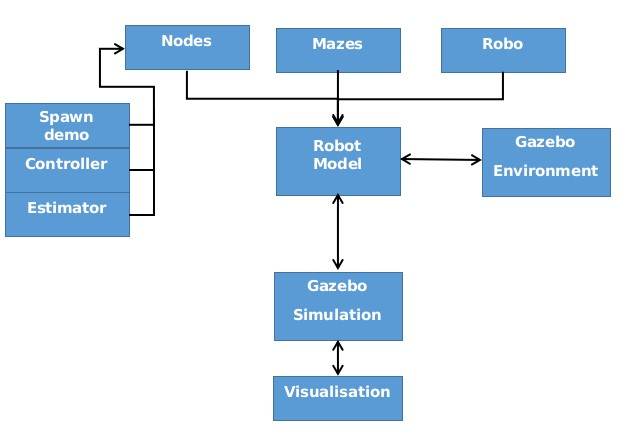 Nodes
Mazes
Robo
Spawn
demo
Controller
Estimator
Robot
Model
Gazebo
Environment
Gazebo
Simulation
Visualisation